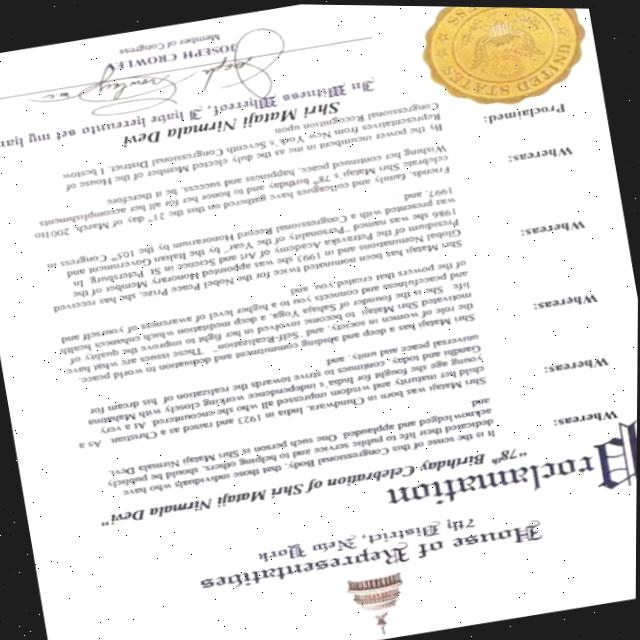 House of Representatives
7th District, New York
Proclamation
"78th Birthday Celebration of Shri Mataji Nirmala Devi"
Whereas: It is the sense of this Congressional Body, that those individuals who have
dedicated their life to public service and to helping others, should be publicly
acknowledged and applauded. One such person is Shri Mataji Nirmala Devi,
and
Whereas: Shri Mataji was born in Chindwara, India in 1923 and raised as a Christian. As a
child her maturity and wisdom impressed all who she encountered. At a very
young age she fought for India's independence working closely with Mahatma
Gandhi and today, continues to strive towards the realization of his dream for
universal peace and unity, and
Whereas: Shri Mataji has a deep and abiding commitment and dedication to world peace,
the role of women in society, and "Self-Realization". These issues are what have
motivated Shri Mataji to become involved in her fight to improve the quality of
life. She is the founder of Sahaja Yoga, a deep meditation which enhances health
and peacefulness and connects you to a higher level of awareness of yourself and
of the powers that created you, and
Whereas: Shri Mataji has been nominated twice for the Nobel Peace Prize, she has received
Global Nominations and in 1993 she was appointed Honorary Member of the
Presidium of the Petravska Academy of Art and Science in St. Petersburg. In
1986 she was named "Personality of the Year" by the Italian Government and
was presented with a Congressional Record Honorarium by the 105th Congress in
1997, and
Whereas: Friends, family and colleagues have gathered on this the 21st day of March, 2001to
celebrate Shri Mataji's 78th birthday and to honor her for all her accomplishments
Wishing her continued peace, happiness and success, be it therefore
Proclaimed: By the power incumbent in me as the duly elected Member of the House of
Representatives from New York's Seventh Congressional District, I bestow
Congressional Recognition upon
Shri Mataji Nirmala Devi
In Witness Whereof, I have hereunto set my han
JOSEPH CROWLEY
Member of Congress
UNITED STATES